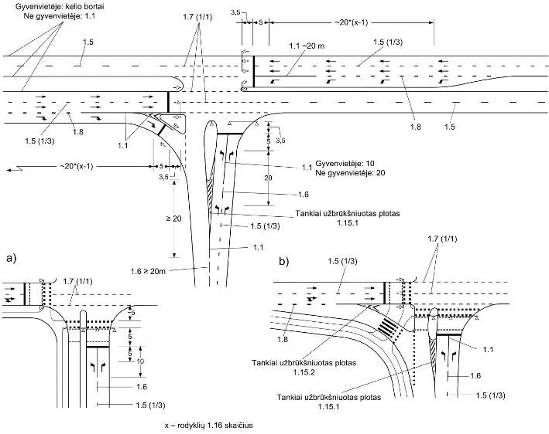 Gyvenvietėje: kelio bortai
Ne gyvenvietėje: 1.1
1.7 (1/1)
3,5
5
~20*(x-1)
1.5
1.1 ~20 m
1.5 (1/3)
1.5 (1/3)
1.8
1.1
1.8
1.5
~20*(x-1)
5
3,5
3,5
5
20
Gyvenvietėje: 10
Ne gyvenvietėje: 20
1.1
1.6
≥ 20
Tankiai užbrūkšniuotas plotas
1.15.1
1.5 (1/3)
1.1
1.6 ≥ 20m
a)
1.7 (1/1)
5
5
5
10
1.6
1.5 (1/3)
b)
1.5 (1/3)
1.7 (1/1)
1.8
1.1
Tankiai užbrūkšniuotas plotas
1.15.2
1.6
Tankiai užbrūkšniuotas plotas
1.15.1
1.5 (1/3)
x – rodyklių 1.16 skaičius